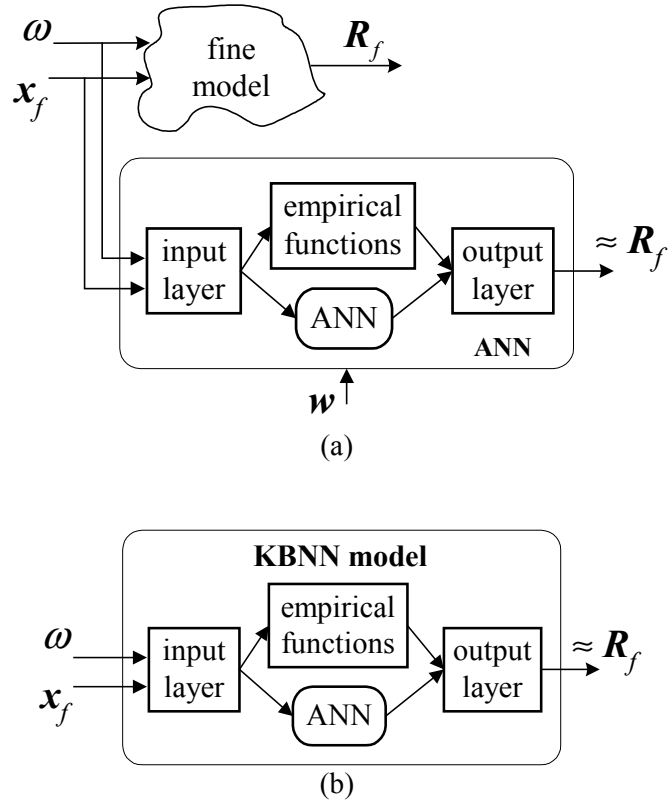 ω
x_f
fine
model
R_f
input
layer
empirical
functions
ANN
output
layer
≈ R_f
ANN
w
(a)
KBNN model
ω
x_f
input
layer
empirical
functions
ANN
output
layer
≈ R_f
(b)